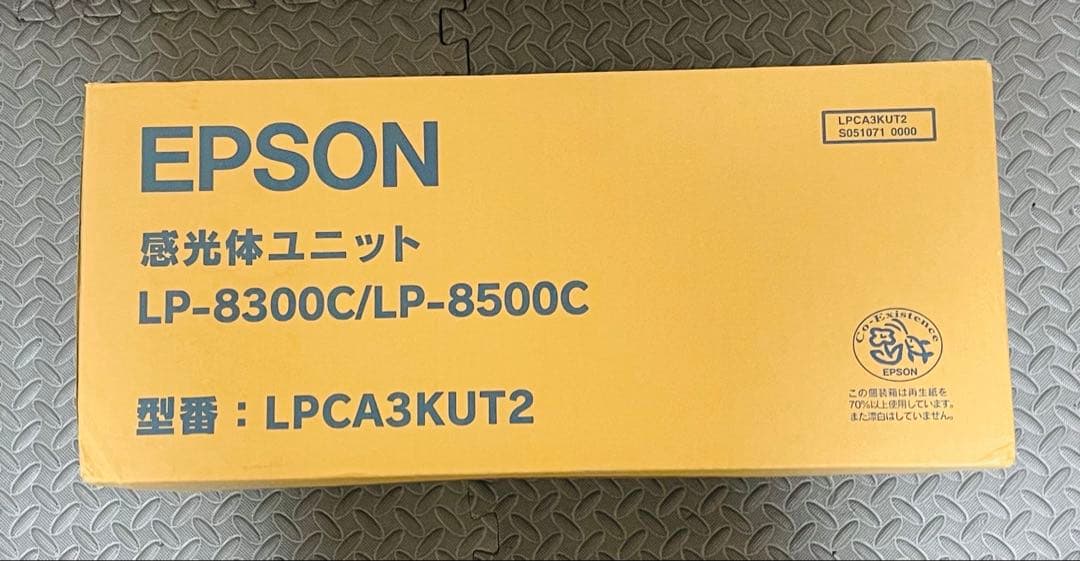 EPSON
感光体ユニット
LP-8300C/LP-8500C
型番：LPCA3KUT2
LPCA3KUT2
S051071 0000
Co-Existence
EPSON
この個装箱は再生紙を
70%以上使用しています。
また漂白はしていません。